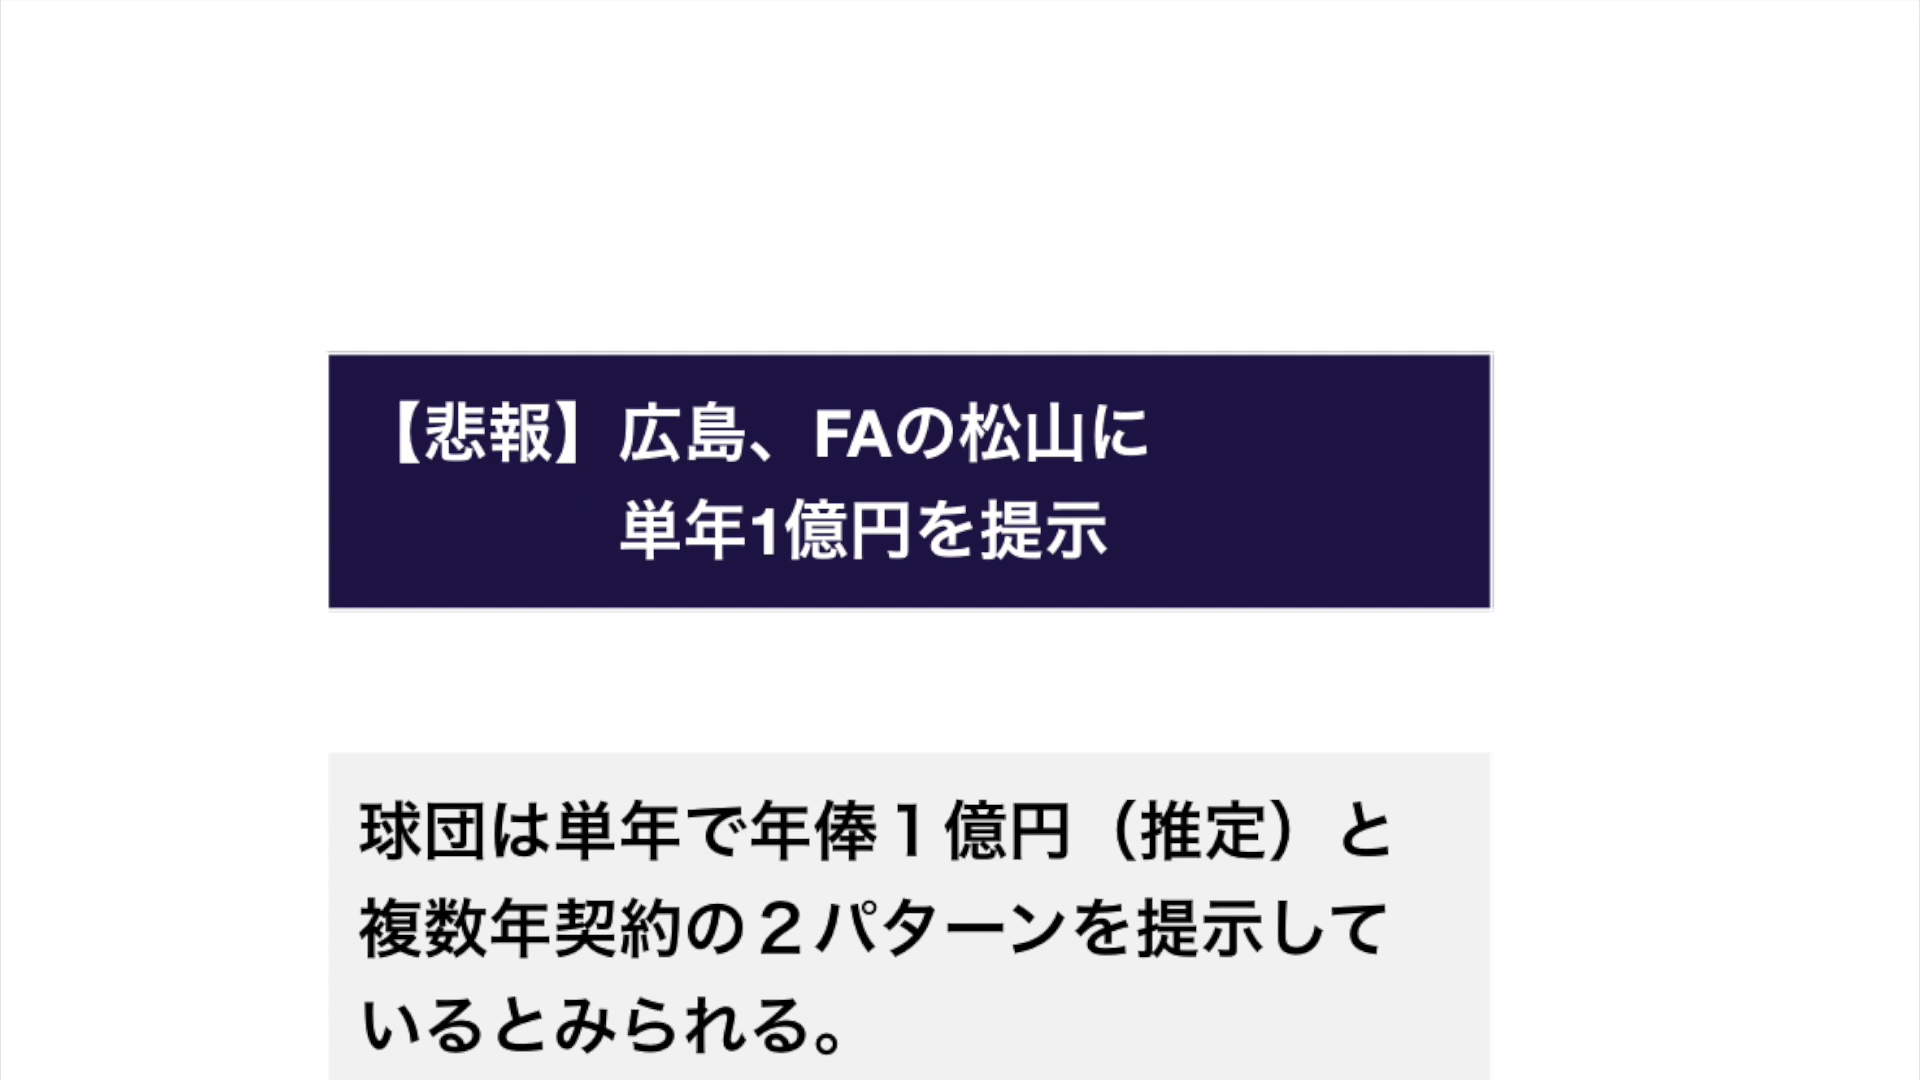 【悲報】広島、FAの松山に
単年1億円を提示
球団は単年で年俸１億円（推定）と
複数年契約の２パターンを提示して
いるとみられる。